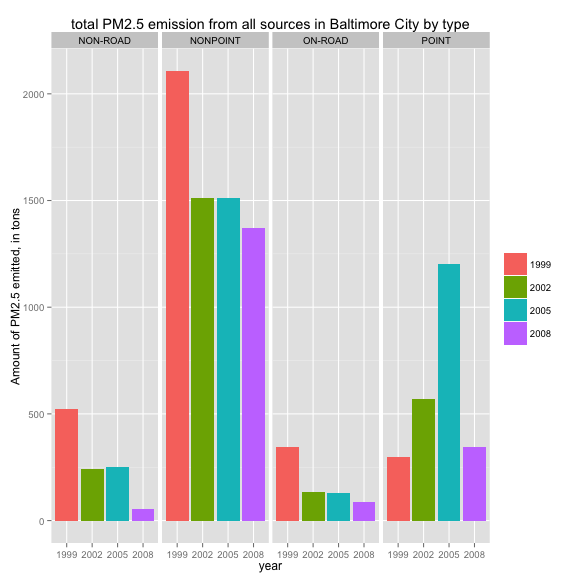 total PM2.5 emission from all sources in Baltimore City by type
NON-ROAD NONPOINT ON-ROAD POINT
Amount of PM2.5 emitted, in tons
2000
1500
1000
500
0
1999 2002 2005 2008 1999 2002 2005 2008 1999 2002 2005 2008 1999 2002 2005 2008
year
1999
2002
2005
2008